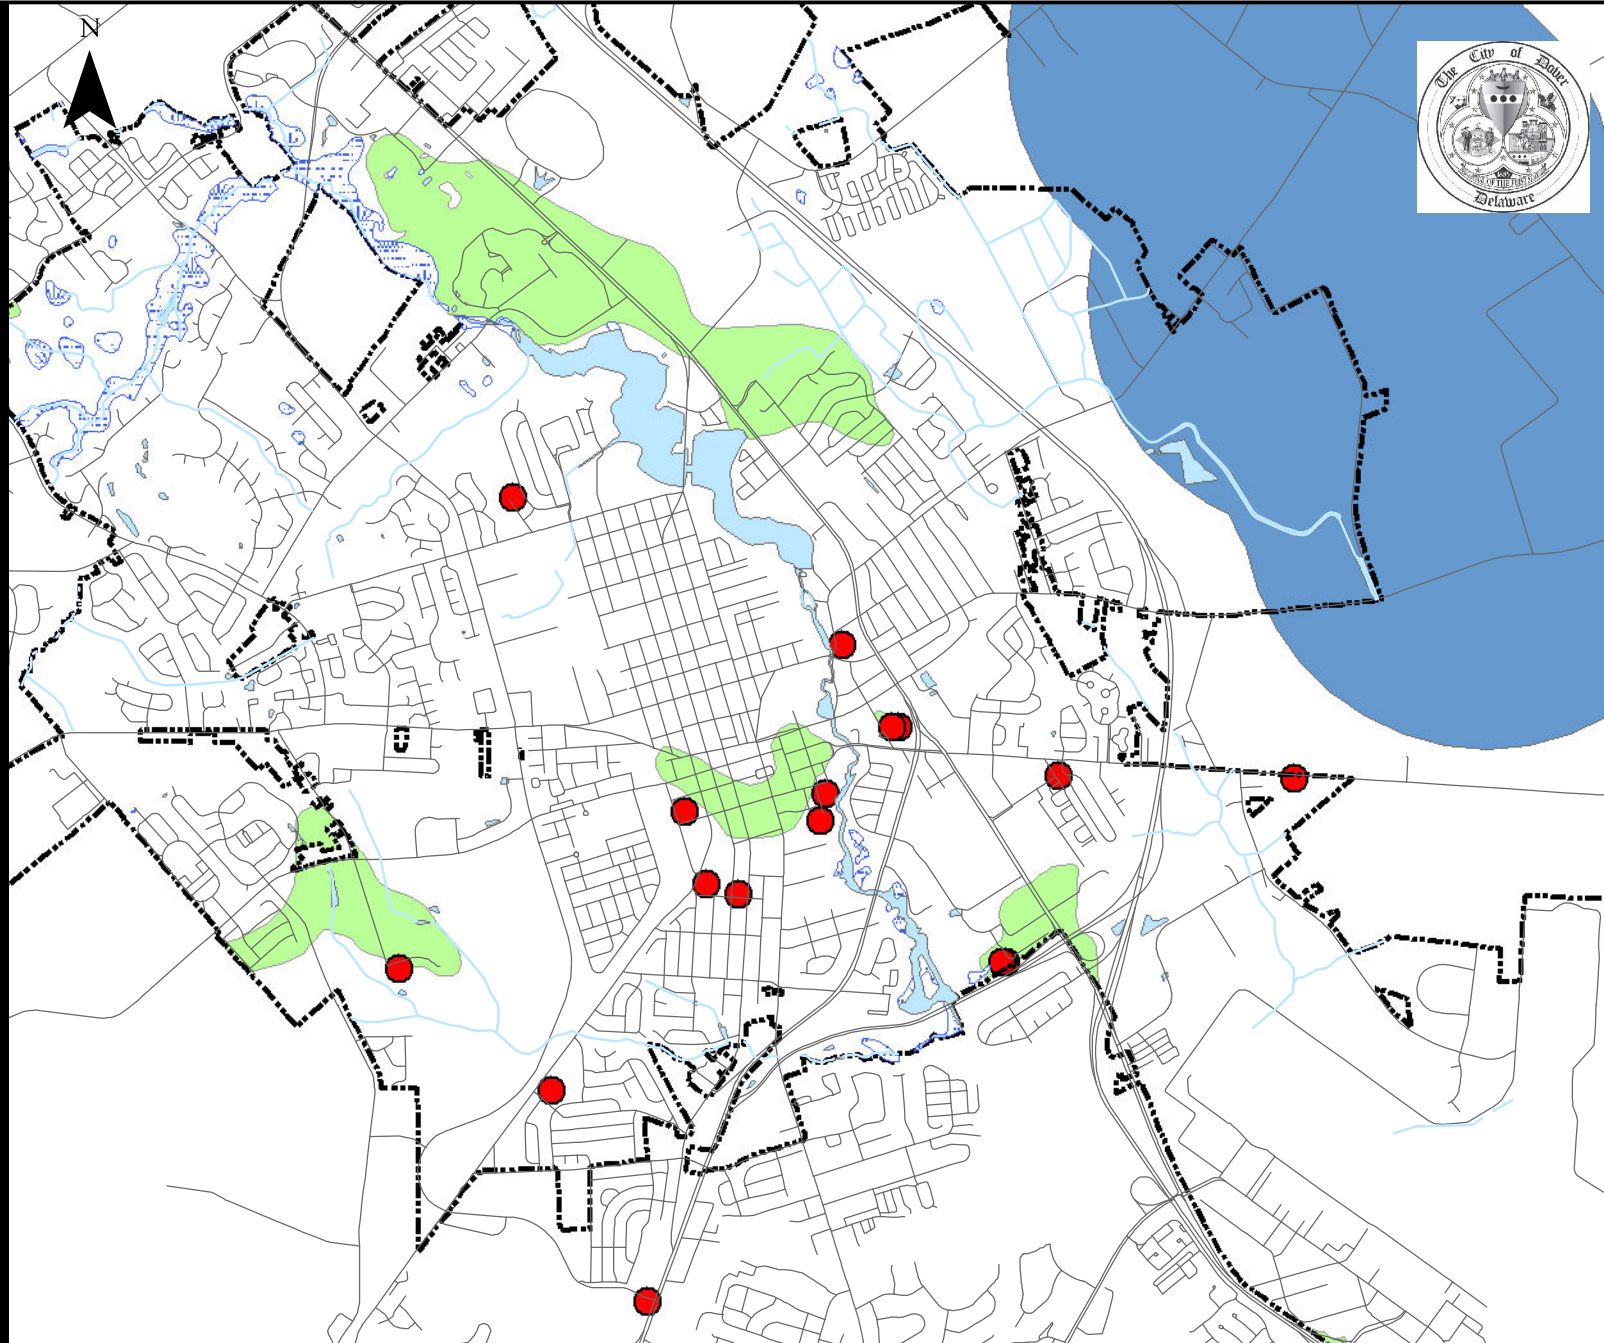 N
The City of Dover
Delaware